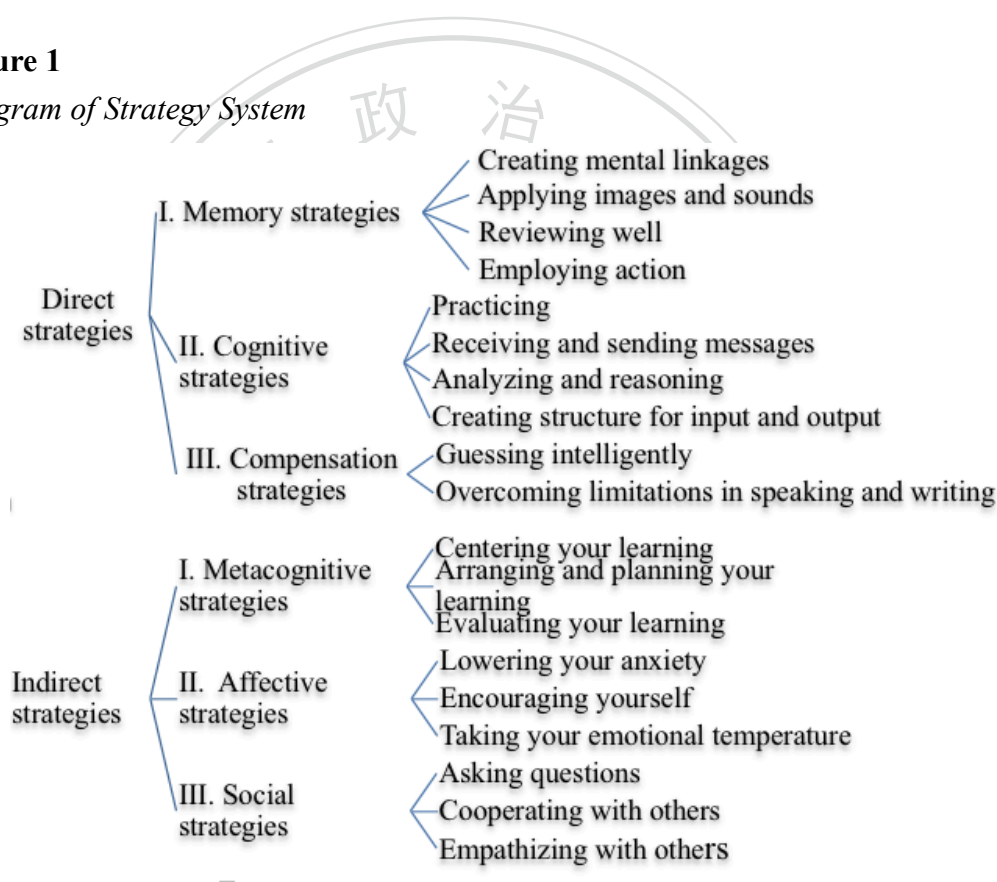 ure 1
gram of Strategy System
政 治
Creating mental linkages
Applying images and sounds
I. Memory strategies
Reviewing well
Employing action
Direct
strategies
Practicing
II. Cognitive
strategies
Receiving and sending messages
Analyzing and reasoning
Creating structure for input and output
III. Compensation
strategies
Guessing intelligently
Overcoming limitations in speaking and writing
Indirect
strategies
I. Metacognitive
strategies
Centering your learning
Arranging and planning your
learning
Evaluating your learning
II. Affective
strategies
Lowering your anxiety
Encouraging yourself
Taking your emotional temperature
III. Social
strategies
Asking questions
Cooperating with others
Empathizing with others